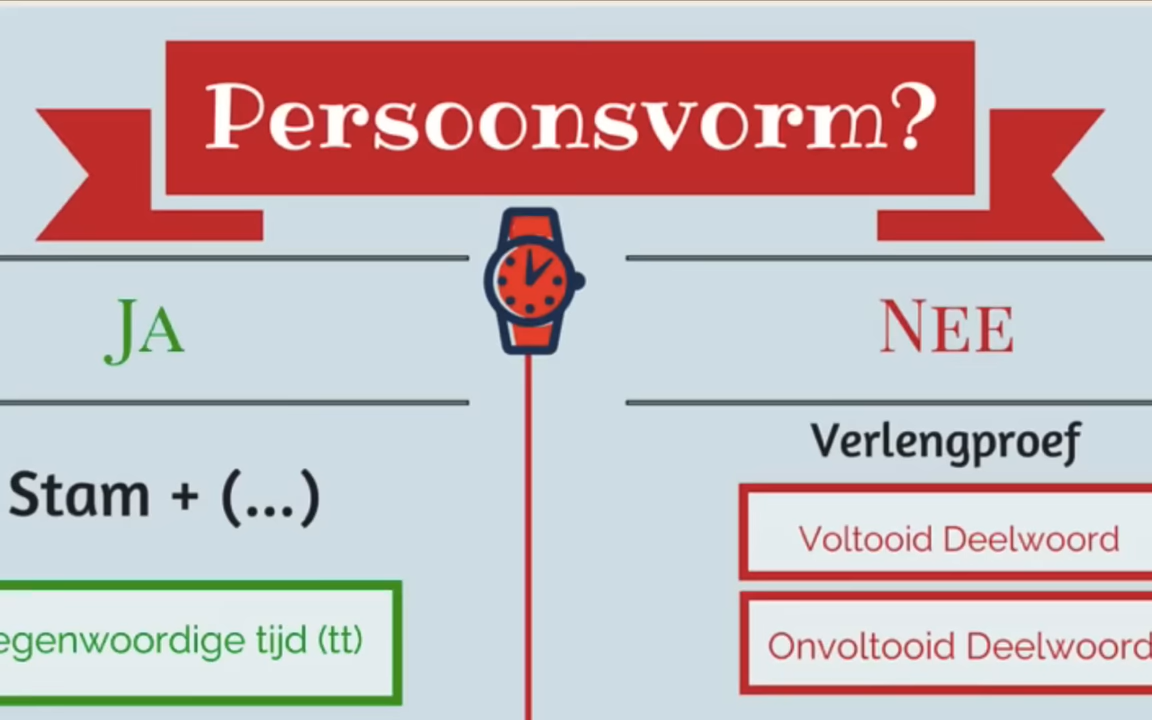 Persoonsvorm?
Ja
Nee
Stam + (...)
Verlengproef
Voltooid Deelwoord
egenwoordige tijd (tt)
Onvoltooid Deelwoord